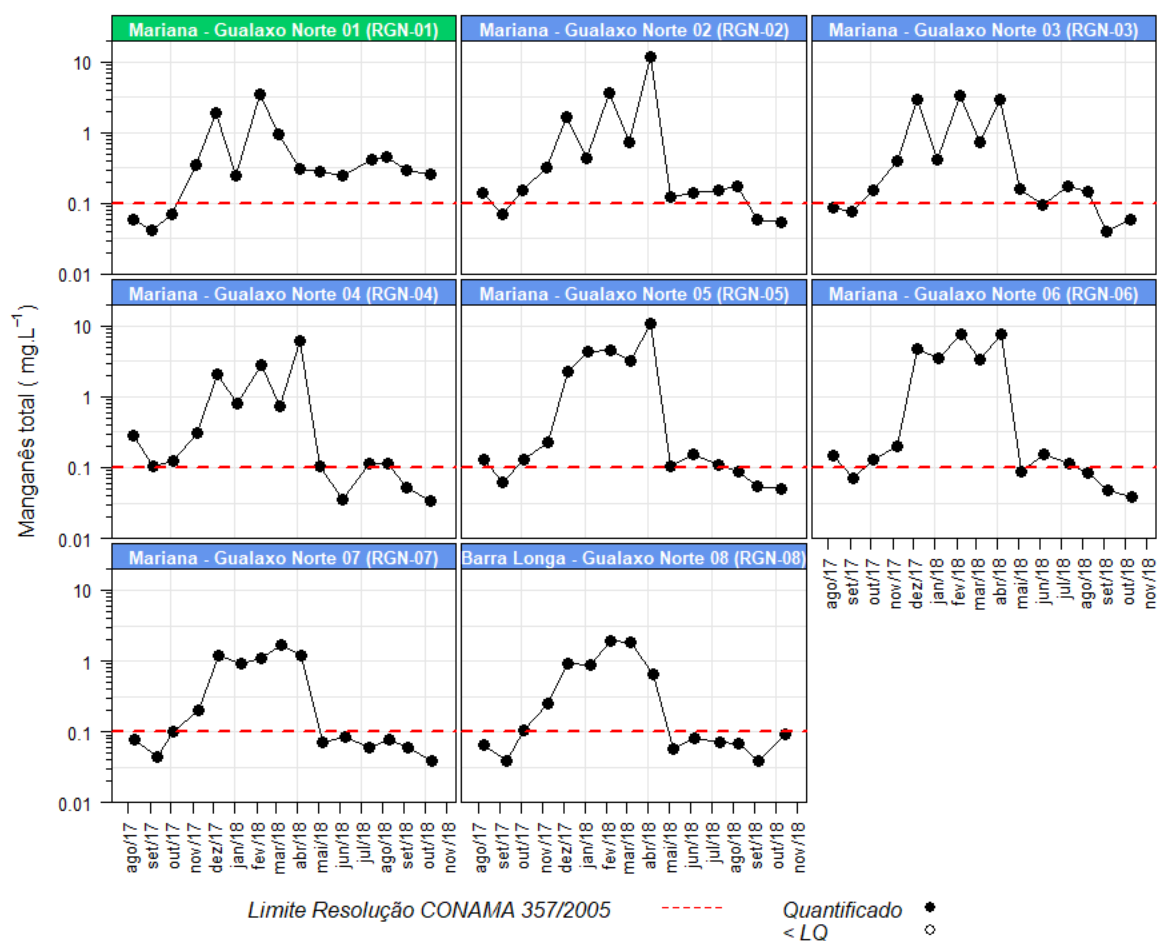 Mariana - Gualaxo Norte 01 (RGN-01)
Mariana - Gualaxo Norte 02 (RGN-02)
Mariana - Gualaxo Norte 03 (RGN-03)
10
1
0.1
0.01
Mariana - Gualaxo Norte 04 (RGN-04)
Mariana - Gualaxo Norte 05 (RGN-05)
Mariana - Gualaxo Norte 06 (RGN-06)
10
1
0.1
0.01
Manganês total ( mg.L⁻¹)
Mariana - Gualaxo Norte 07 (RGN-07)
Barra Longa - Gualaxo Norte 08 (RGN-08)
10
1
0.1
0.01
ago/17
set/17
out/17
nov/17
dez/17
jan/18
fev/18
mar/18
abr/18
mai/18
jun/18
jul/18
ago/18
set/18
out/18
nov/18
ago/17
set/17
out/17
nov/17
dez/17
jan/18
fev/18
mar/18
abr/18
mai/18
jun/18
jul/18
ago/18
set/18
out/18
nov/18
ago/17
set/17
out/17
nov/17
dez/17
jan/18
fev/18
mar/18
abr/18
mai/18
jun/18
jul/18
ago/18
set/18
out/18
nov/18
Limite Resolução CONAMA 357/2005
Quantificado
< LQ